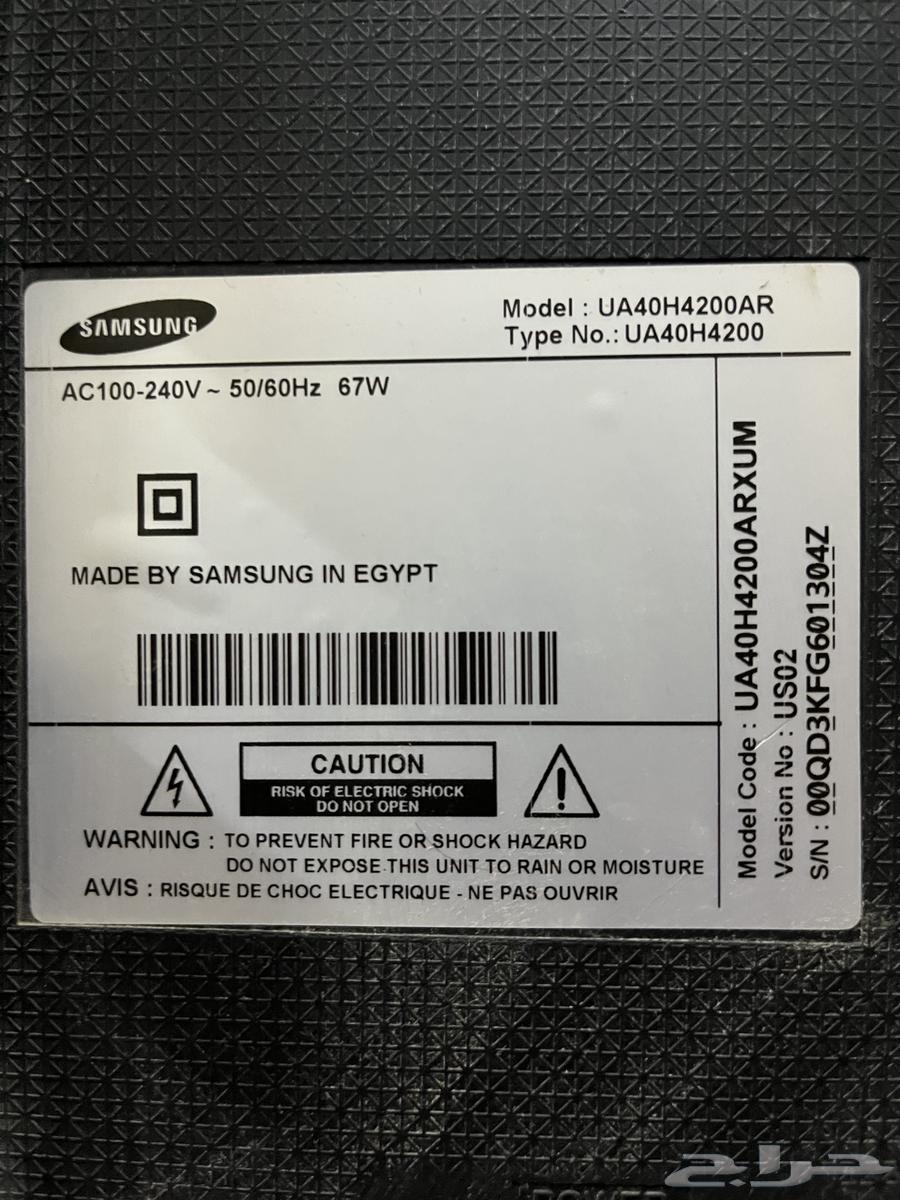 SAMSUNG
Model : UA40H4200AR
Type No.: UA40H4200
AC100-240V ~ 50/60Hz 67W
MADE BY SAMSUNG IN EGYPT
CAUTION
RISK OF ELECTRIC SHOCK
DO NOT OPEN
WARNING : TO PREVENT FIRE OR SHOCK HAZARD
DO NOT EXPOSE THIS UNIT TO RAIN OR MOISTURE
AVIS : RISQUE DE CHOC ELECTRIQUE - NE PAS OUVRIR
Model Code : UA40H4200ARXUM
Version No : US02
S/N : 00QD3KFG601304Z
حراج
POWER